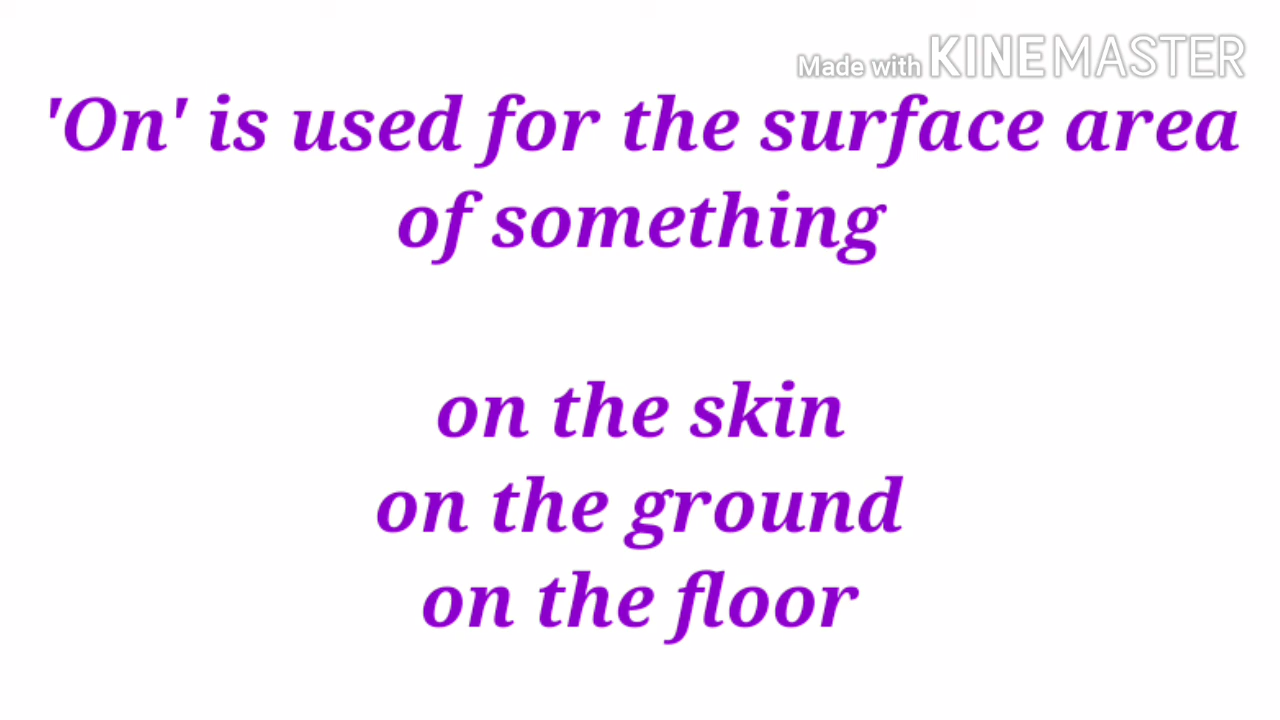 Made with KINEMASTER
'On' is used for the surface area
of something
on the skin
on the ground
on the floor